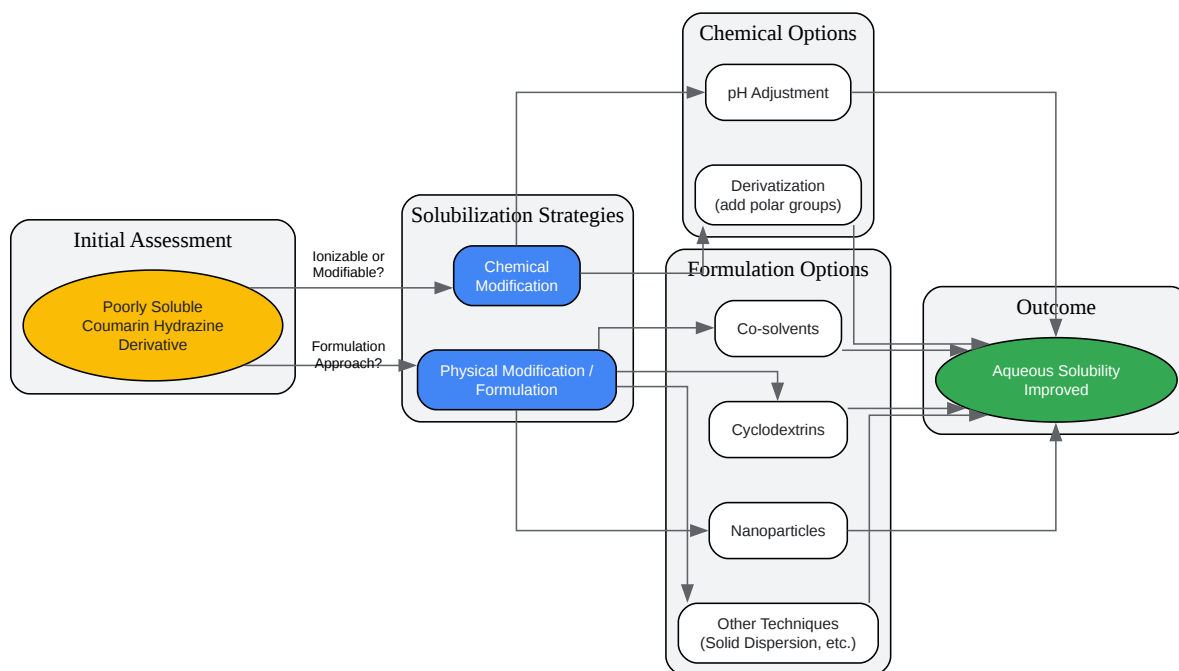 Initial Assessment
Poorly Soluble
Coumarin Hydrazine
Derivative
Ionizable or
Modifiable?
Formulation
Approach?
Solubilization Strategies
Chemical
Modification
Physical Modification /
Formulation
Chemical Options
pH Adjustment
Derivatization
(add polar groups)
Formulation Options
Co-solvents
Cyclodextrins
Nanoparticles
Other Techniques
(Solid Dispersion, etc.)
Outcome
Aqueous Solubility
Improved